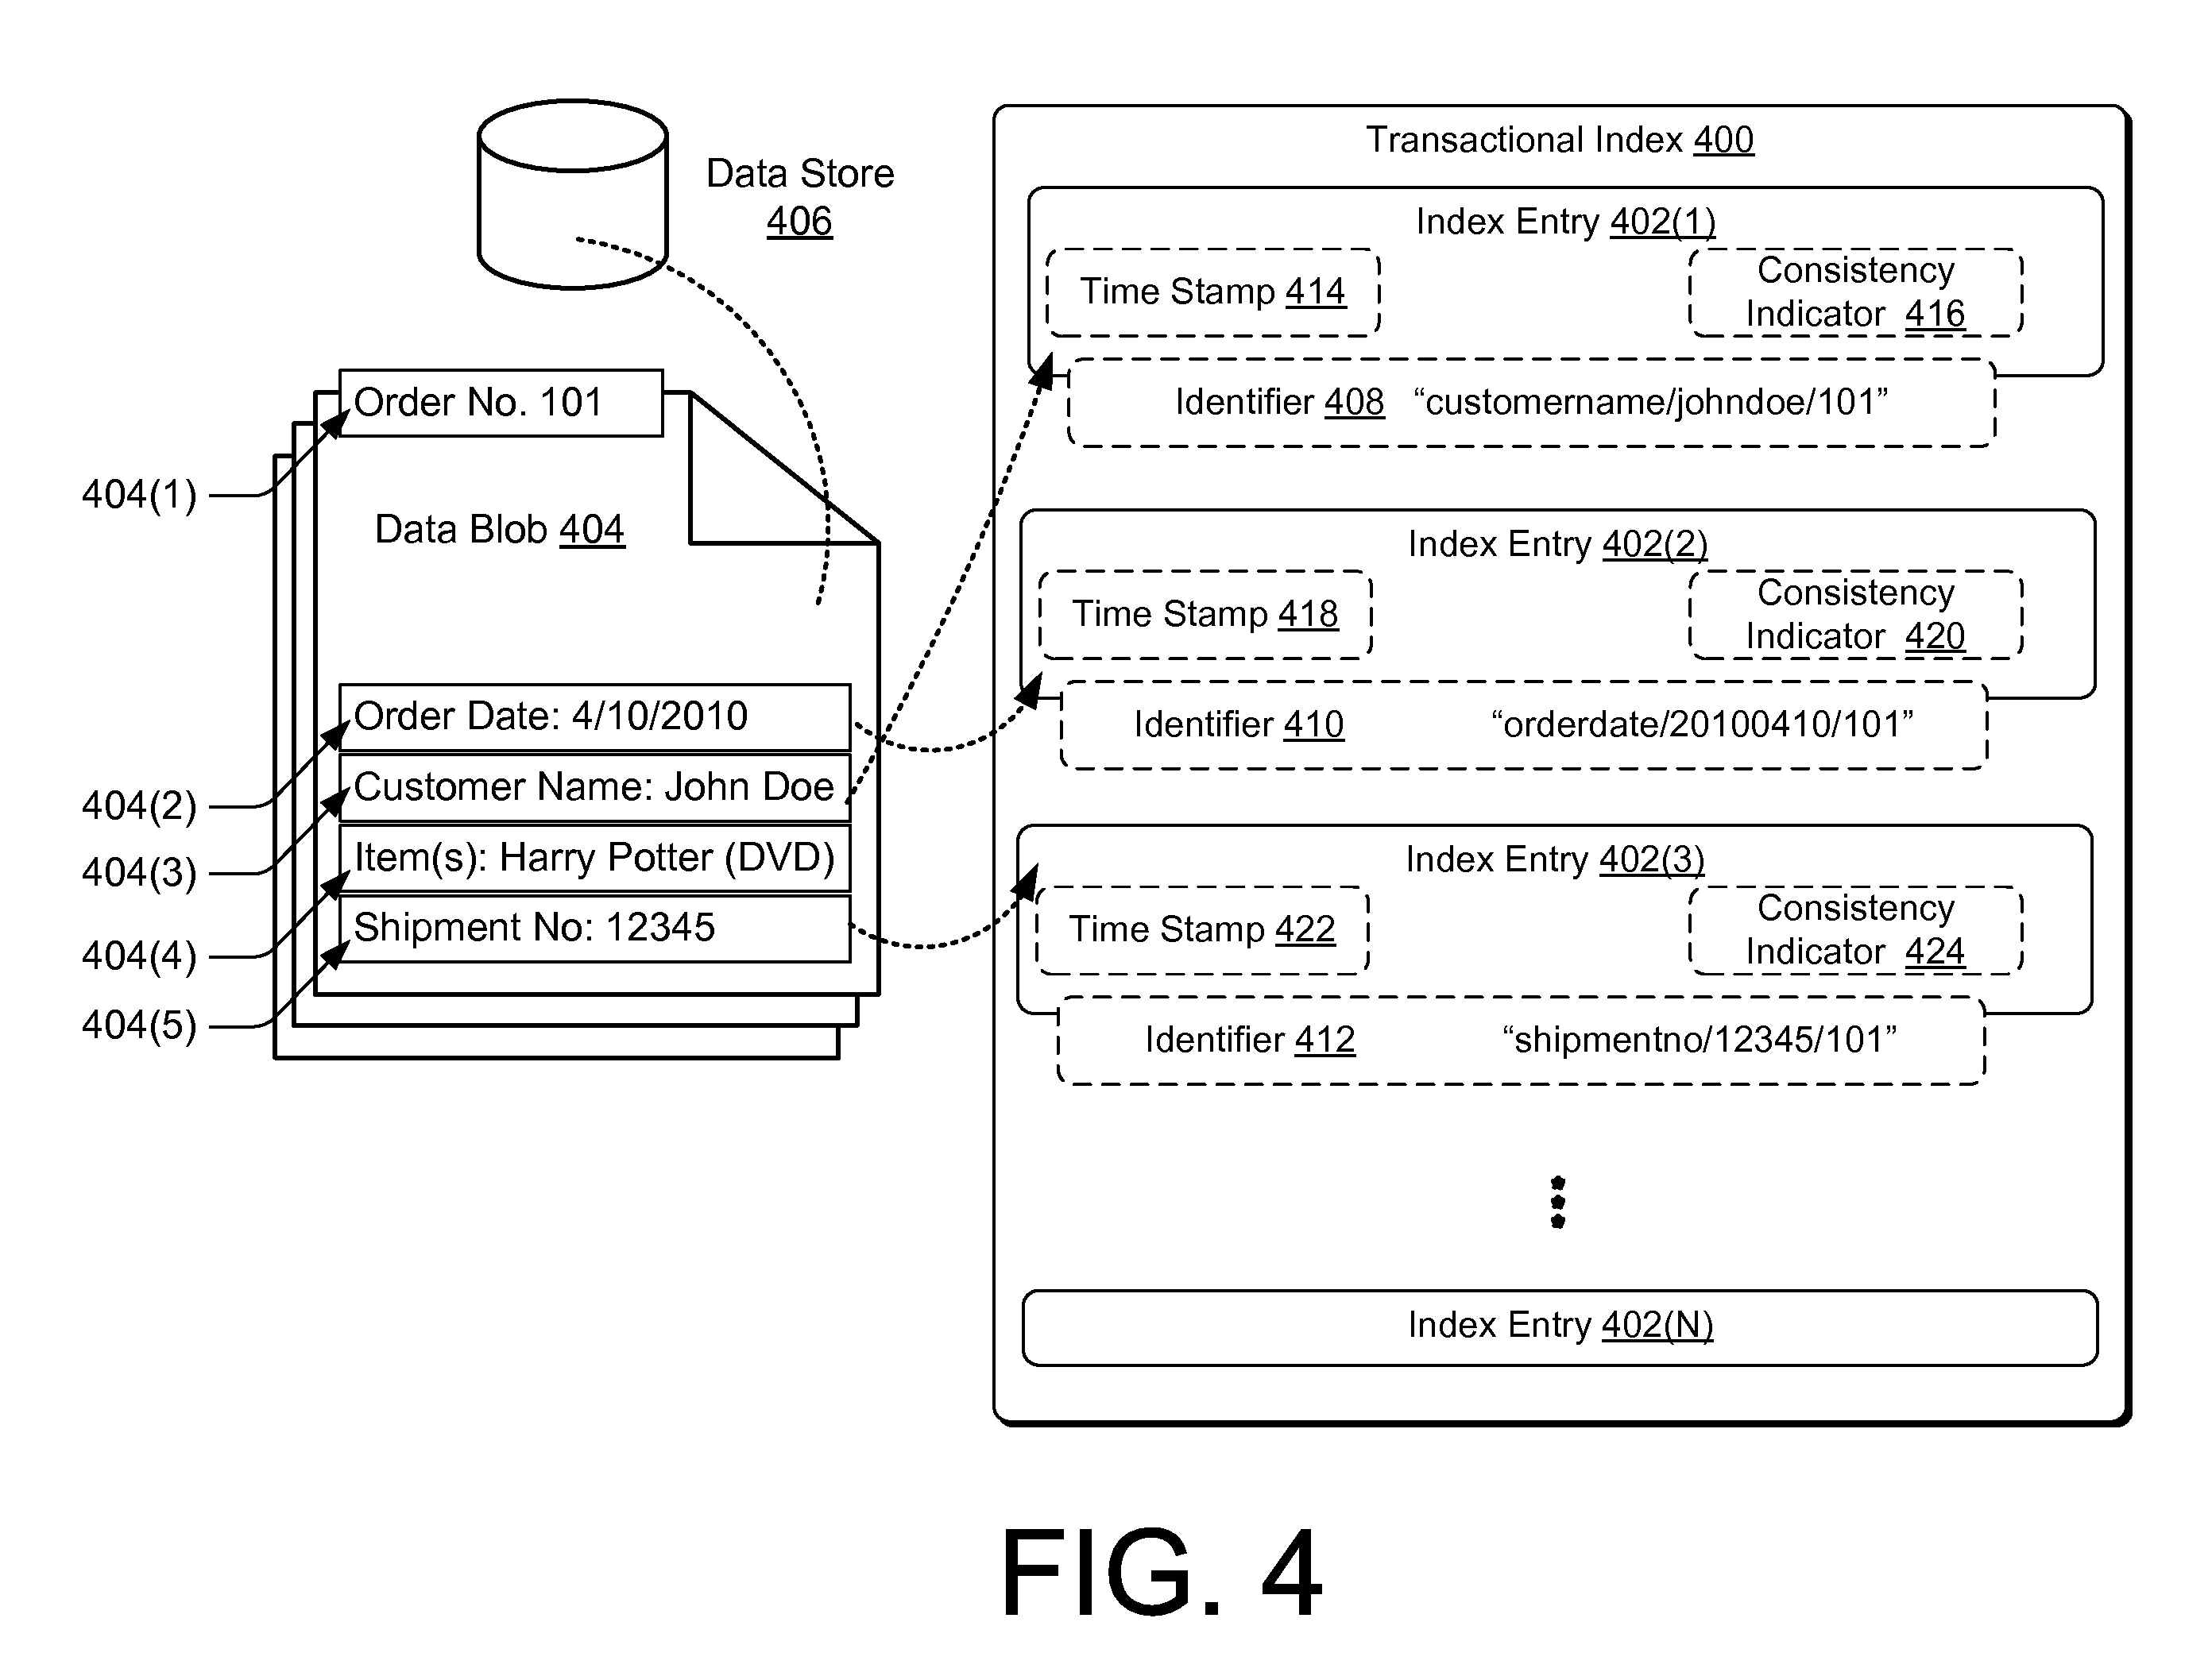 Data Store
406
Order No. 101
404(1)
Data Blob 404
Order Date: 4/10/2010
404(2)
Customer Name: John Doe
404(3)
Item(s): Harry Potter (DVD)
404(4)
Shipment No: 12345
404(5)
Transactional Index 400
Index Entry 402(1)
Time Stamp 414
Consistency
Indicator 416
Identifier 408 “customername/johndoe/101”
Index Entry 402(2)
Time Stamp 418
Consistency
Indicator 420
Identifier 410 “orderdate/20100410/101”
Index Entry 402(3)
Time Stamp 422
Consistency
Indicator 424
Identifier 412 “shipmentno/12345/101”
Index Entry 402(N)
FIG. 4